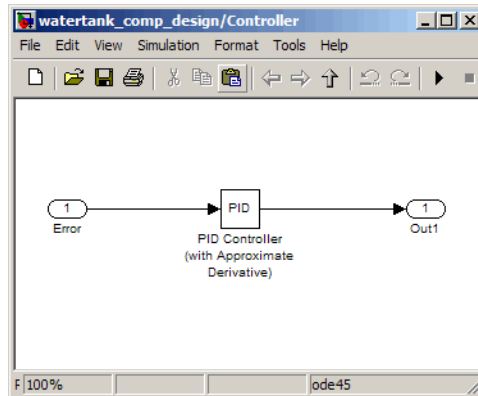 watertank_comp_design/Controller
File Edit View Simulation Format Tools Help
1
PID
1
Error
Out1
PID Controller
(with Approximate
Derivative)
F 100%
ode45